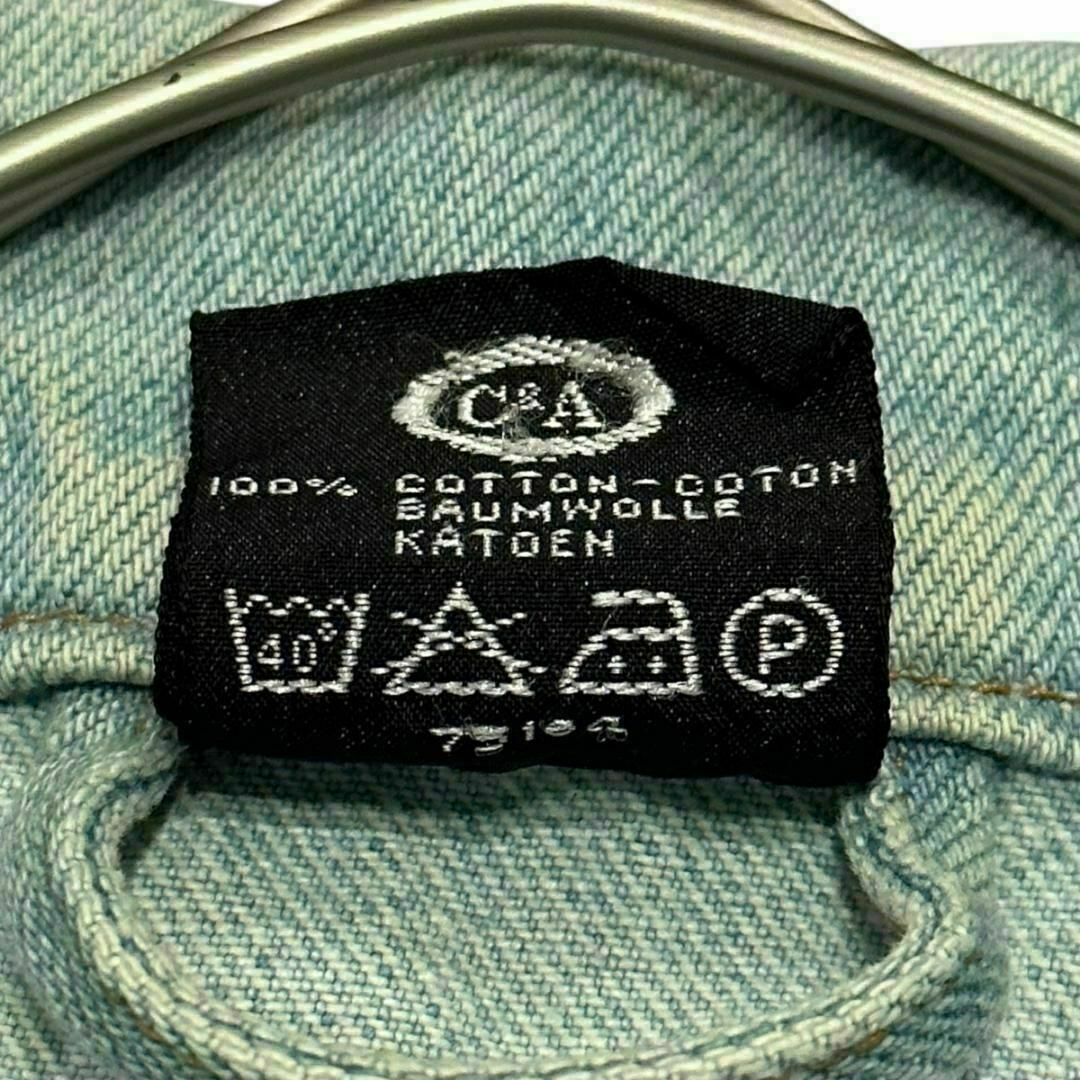 C&A
100% COTTON-COTON
BAUMWOLLE
KATOEN
40° P